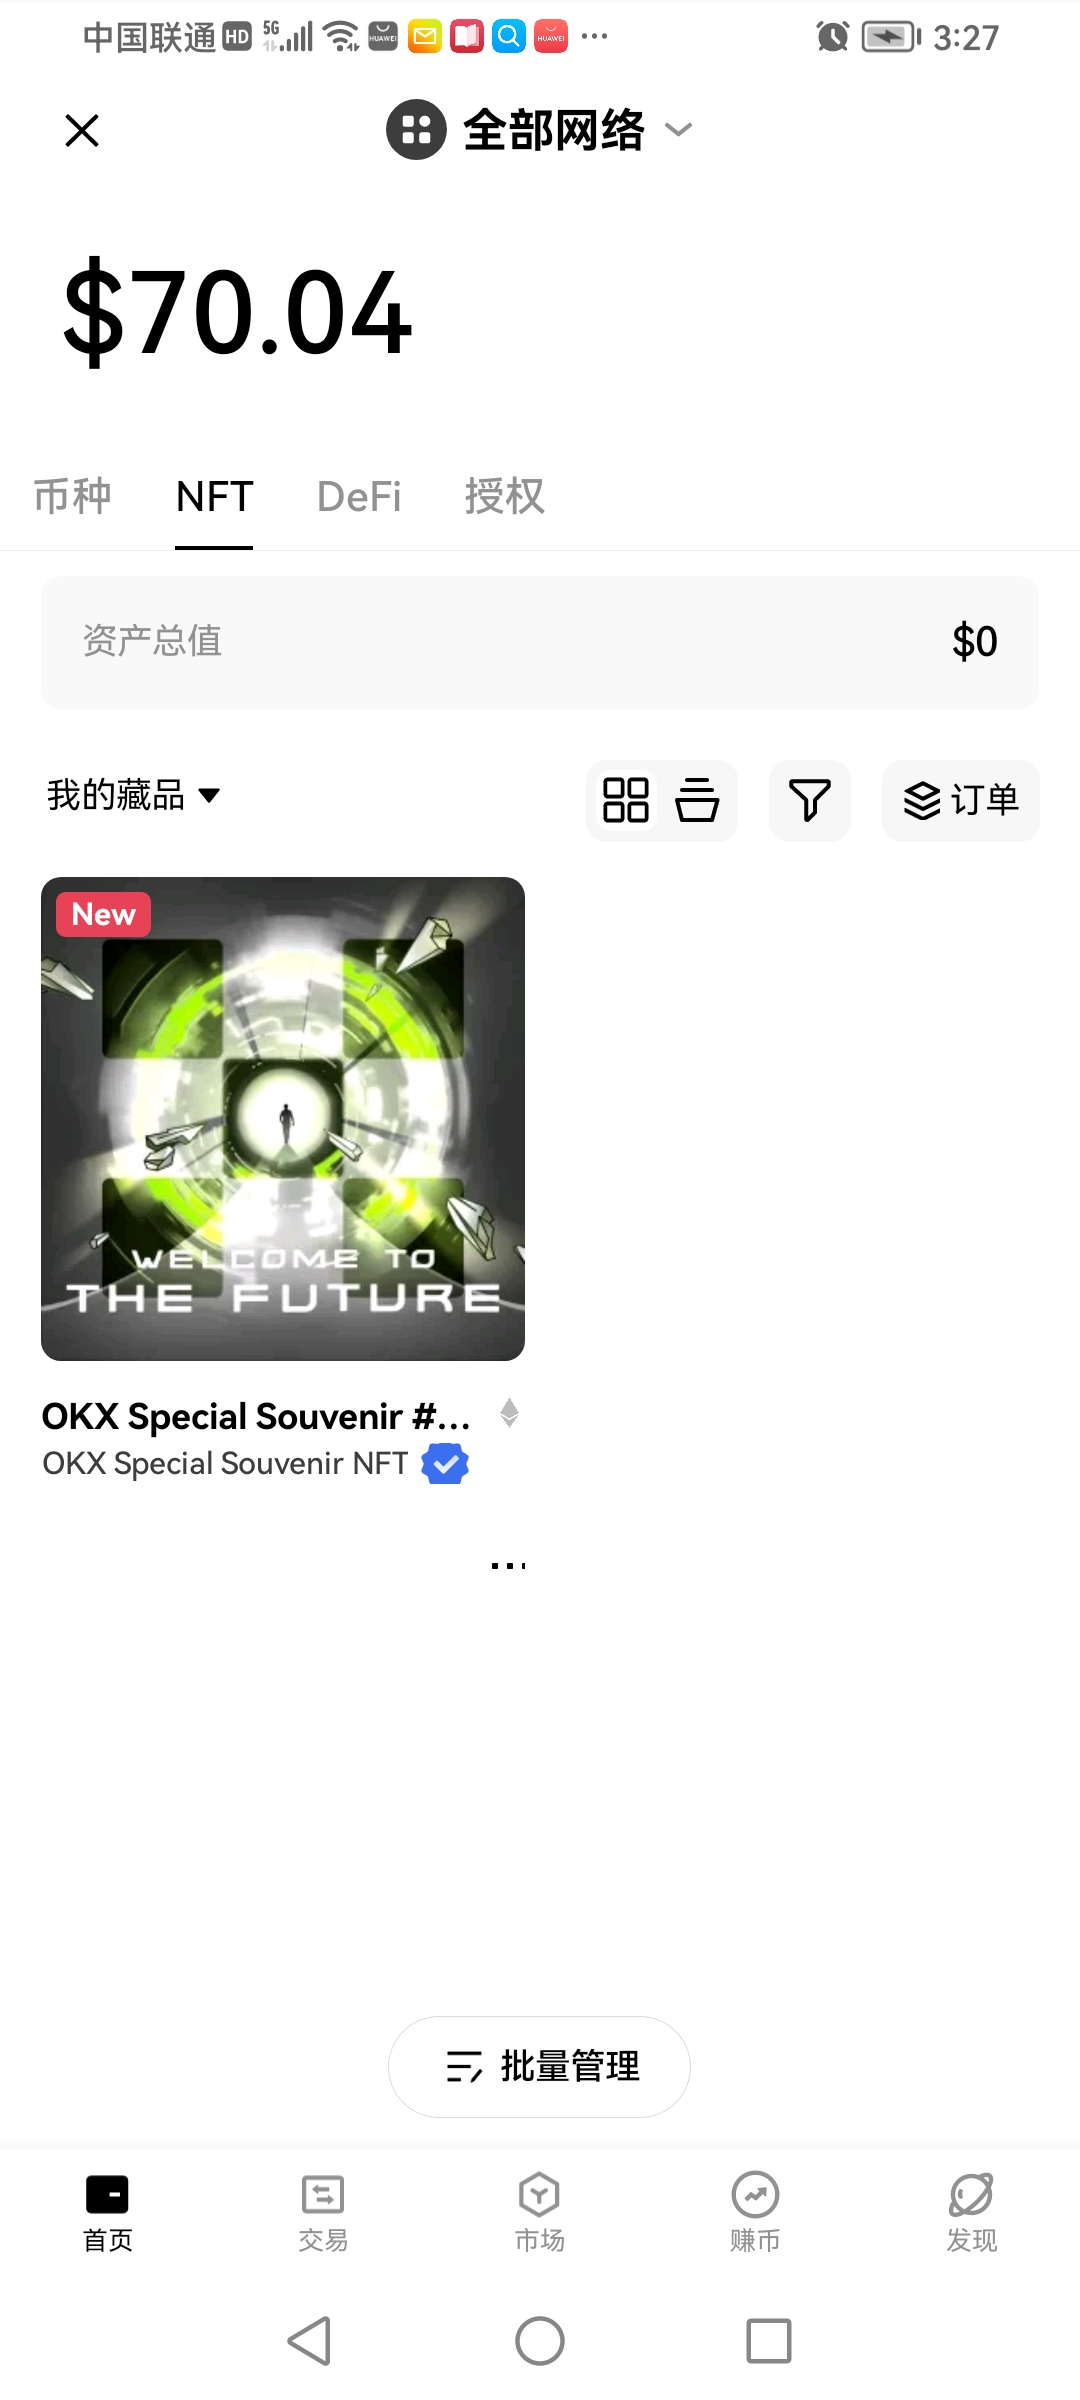 中国联通 HD 5G HUAWEI HUAWEI 3:27
全部网络
$70.04
币种 NFT DeFi 授权
资产总值 $0
我的藏品 订单
New
WELCOME TO
THE FUTURE
OKX Special Souvenir #...
OKX Special Souvenir NFT
...
批量管理
首页 交易 市场 赚币 发现